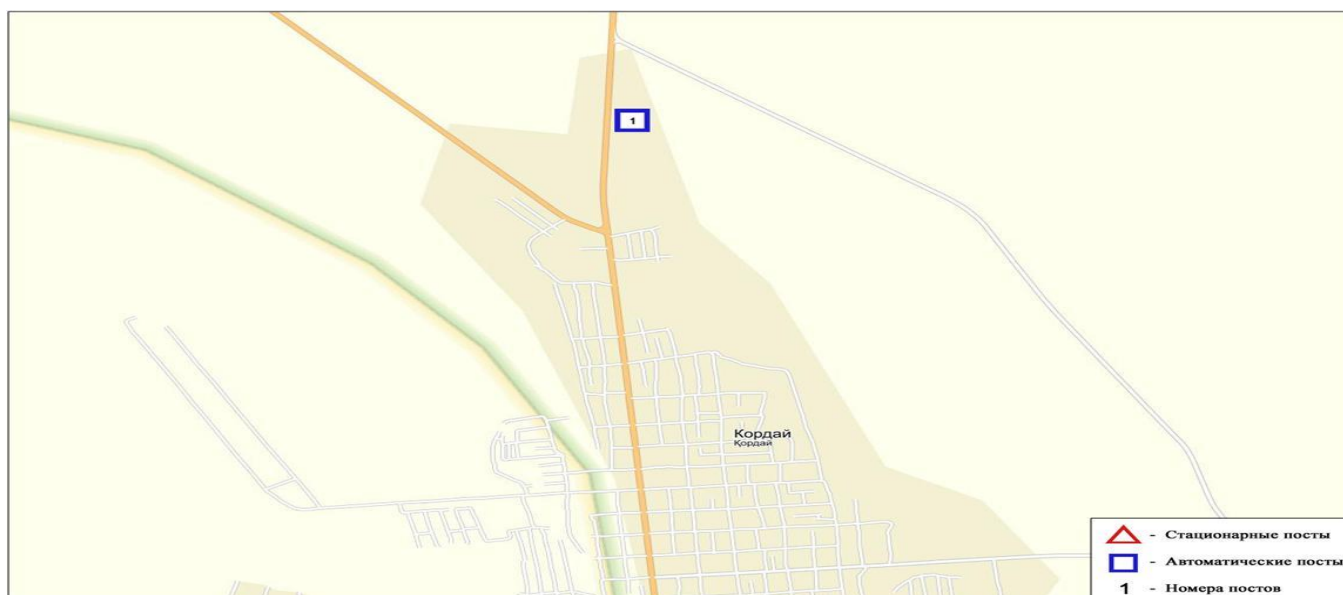 1
Кордай
Қордай
- Стационарные посты
- Автоматические посты
1 - Номера постов